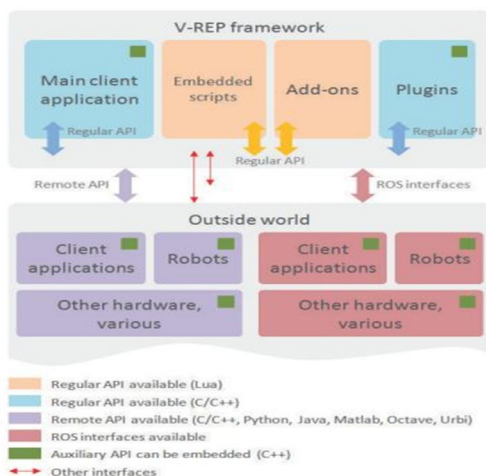 V-REP framework
Main client
application
Embedded
scripts
Add-ons
Plugins
Regular API
Regular API
Regular API
Remote API
ROS interfaces
Outside world
Client
applications
Robots
Client
applications
Robots
Other hardware,
various
Other hardware,
various
Regular API available (Lua)
Regular API available (C/C++)
Remote API available (C/C++, Python, Java, Matlab, Octave, Urbi)
ROS interfaces available
Auxiliary API can be embedded (C++)
Other interfaces